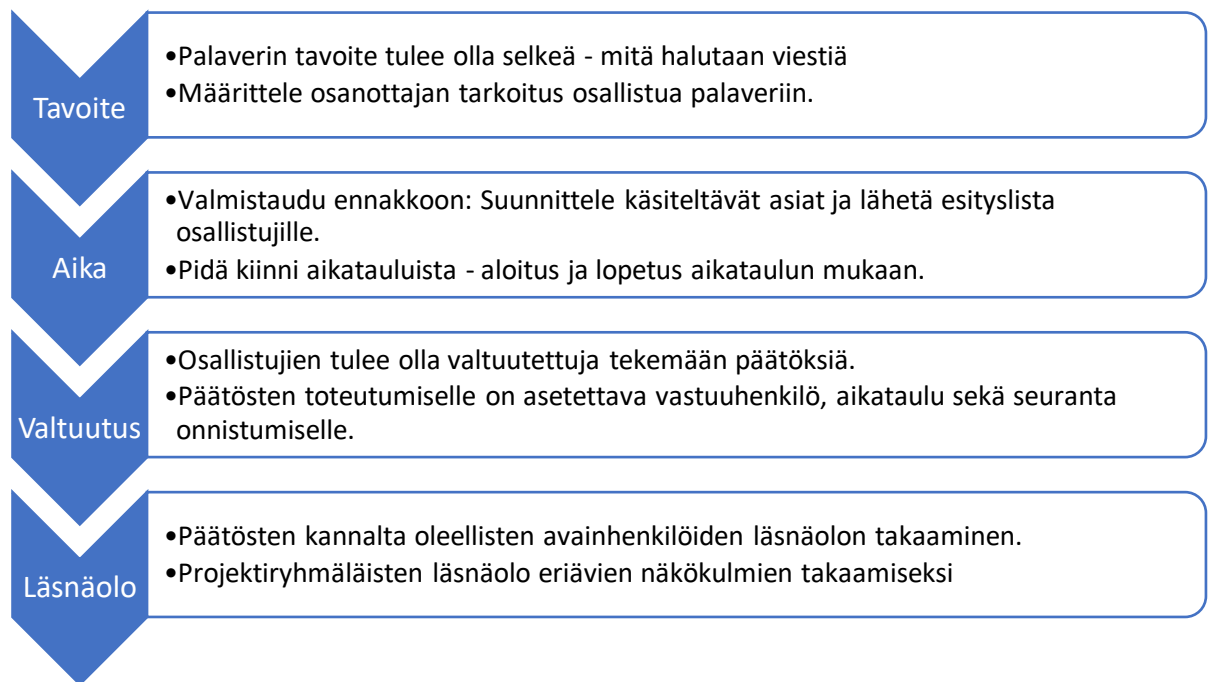 Tavoite
•Palaverin tavoite tulee olla selkeä - mitä halutaan viestiä
•Määrittele osanottajan tarkoitus osallistua palaveriin.
Aika
•Valmistaudu ennakkoon: Suunnittele käsiteltävät asiat ja lähetä esityslista
osallistujille.
•Pidä kiinni aikatauluista - aloitus ja lopetus aikataulun mukaan.
Valtuutus
•Osallistujien tulee olla valtuutettuja tekemään päätöksiä.
•Päätösten toteutumiselle on asetettava vastuuhenkilö, aikataulu sekä seuranta
onnistumiselle.
Läsnäolo
•Päätösten kannalta oleellisten avainhenkilöiden läsnäolon takaaminen.
•Projektiryhmäläisten läsnäolo eriävien näkökulmien takaamiseksi